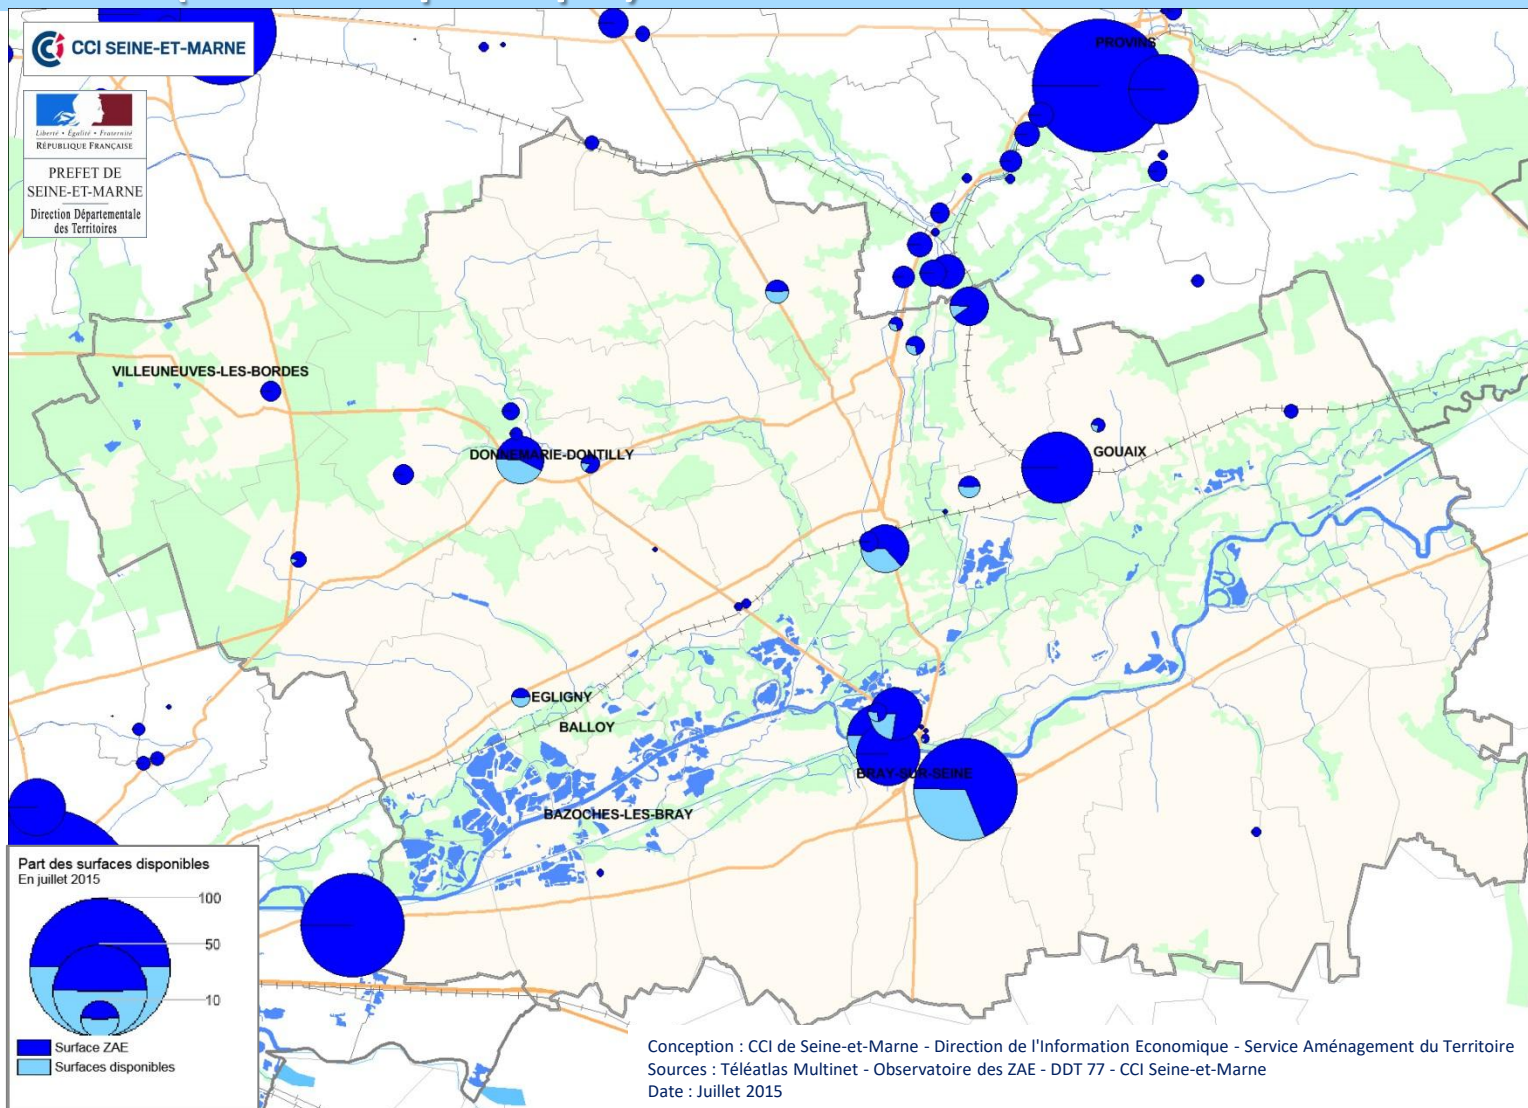 CCI SEINE-ET-MARNE
Liberté • Égalité • Fraternité
RÉPUBLIQUE FRANÇAISE
PREFET DE
SEINE-ET-MARNE
Direction Départementale
des Territoires
PROVINS
VILLEUNEUVES-LES-BORDES
DONNEMARIE-DONTILLY
GOUAIX
EGLIGNY
BALLOY
BRAY-SUR-SEINE
BAZOCHES-LES-BRAY
Part des surfaces disponibles
En juillet 2015
100
50
10
Surface ZAE
Surfaces disponibles
Conception : CCI de Seine-et-Marne - Direction de l'Information Economique - Service Aménagement du Territoire
Sources : Téléatlas Multinet - Observatoire des ZAE - DDT 77 - CCI Seine-et-Marne
Date : Juillet 2015